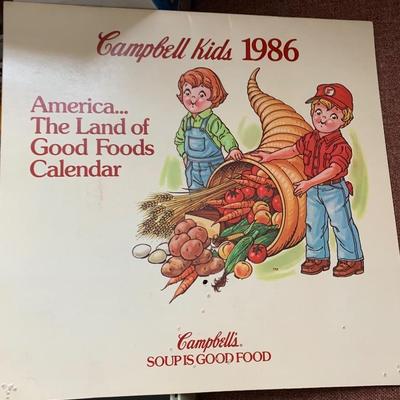 Campbell Kids 1986
America...
The Land of
Good Foods
Calendar
Campbell's
SOUP IS GOOD FOOD